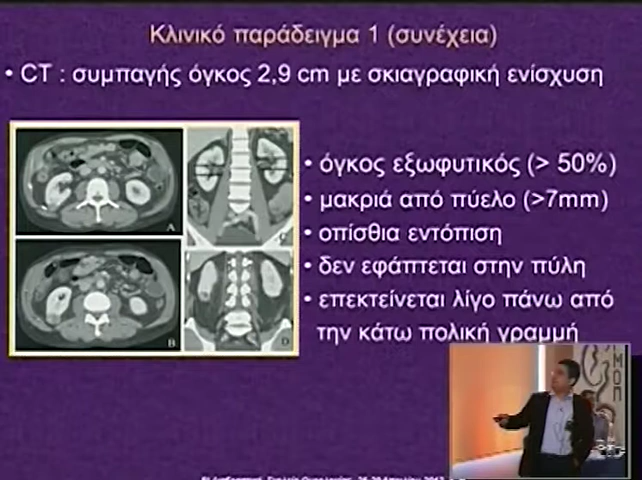 Κλινικό παράδειγμα 1 (συνέχεια)
• CT : συμπαγής όγκος 2,9 cm με σκιαγραφική ενίσχυση
• όγκος εξωφυτικός (> 50%)
• μακριά από πύελο (>7mm)
• οπίσθια εντόπιση
• δεν εφάπτεται στην πύλη
• επεκτείνεται λίγο πάνω από
την κάτω πολική γραμμή
A
B
D